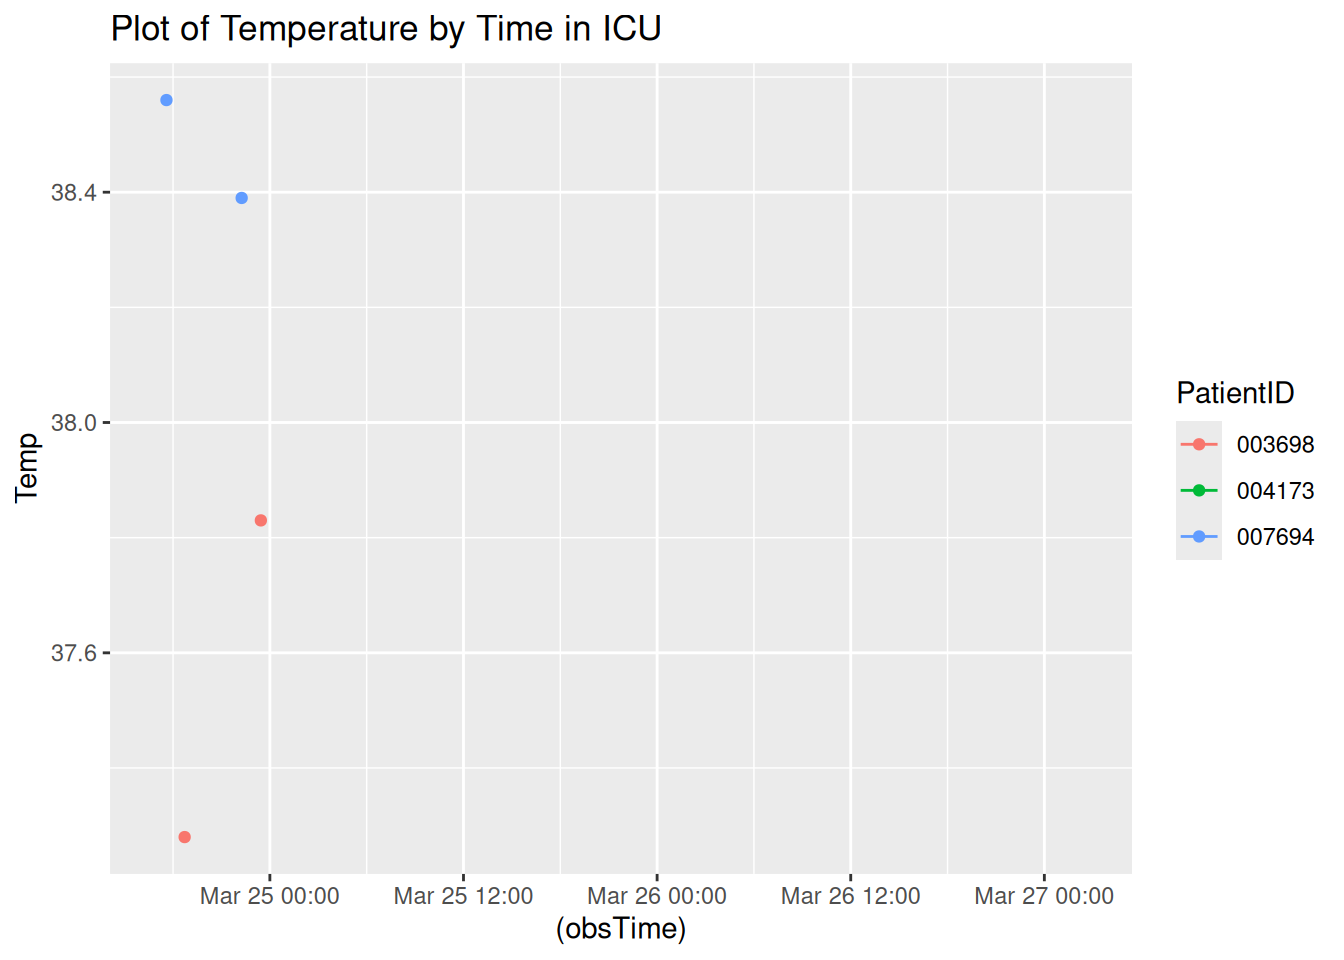 Plot of Temperature by Time in ICU
38.4
38.0
37.6
Temp
Mar 25 00:00
Mar 25 12:00
Mar 26 00:00
Mar 26 12:00
Mar 27 00:00
(obsTime)
PatientID
003698
004173
007694